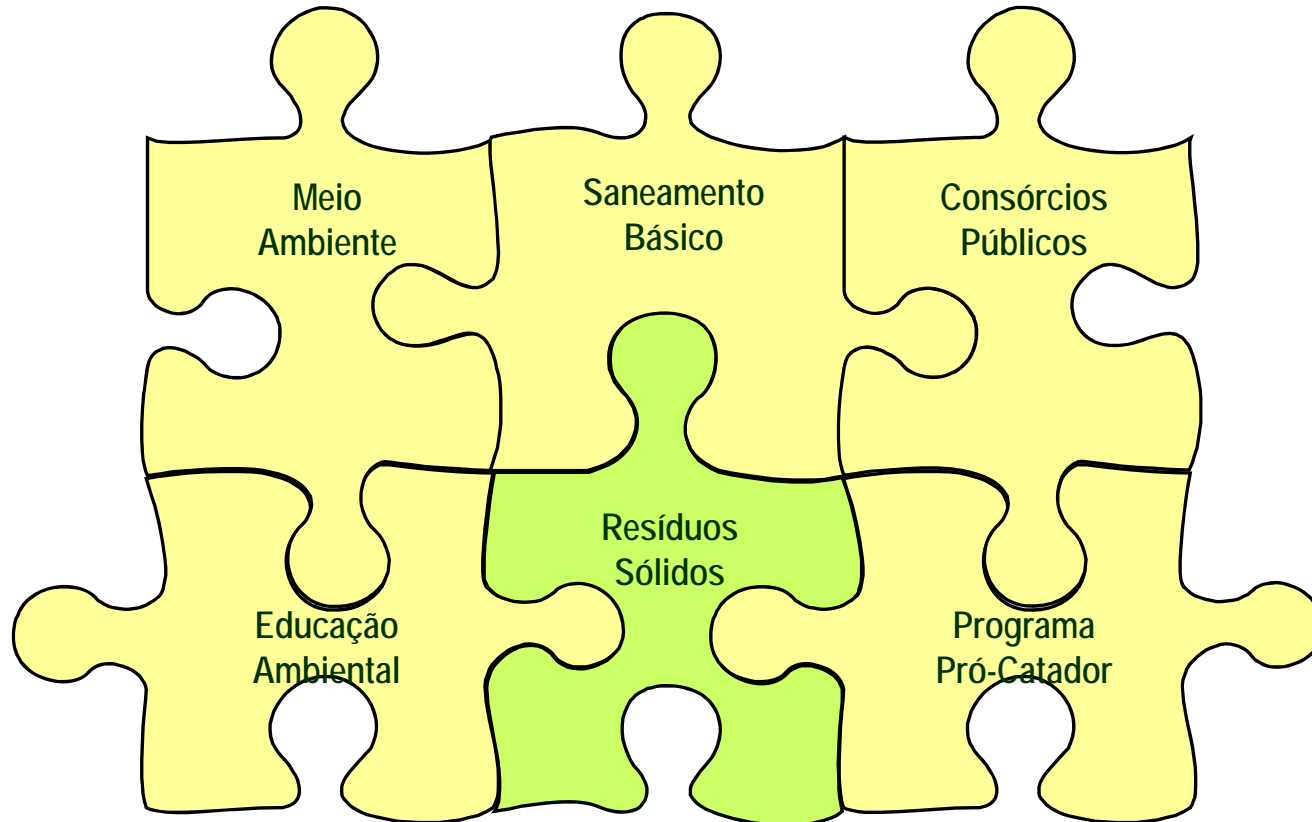 Meio
Ambiente
Saneamento
Básico
Consórcios
Públicos
Educação
Ambiental
Resíduos
Sólidos
Programa
Pró-Catador